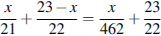 x/21 + (23 − x)/22 = x/462 + 23/22